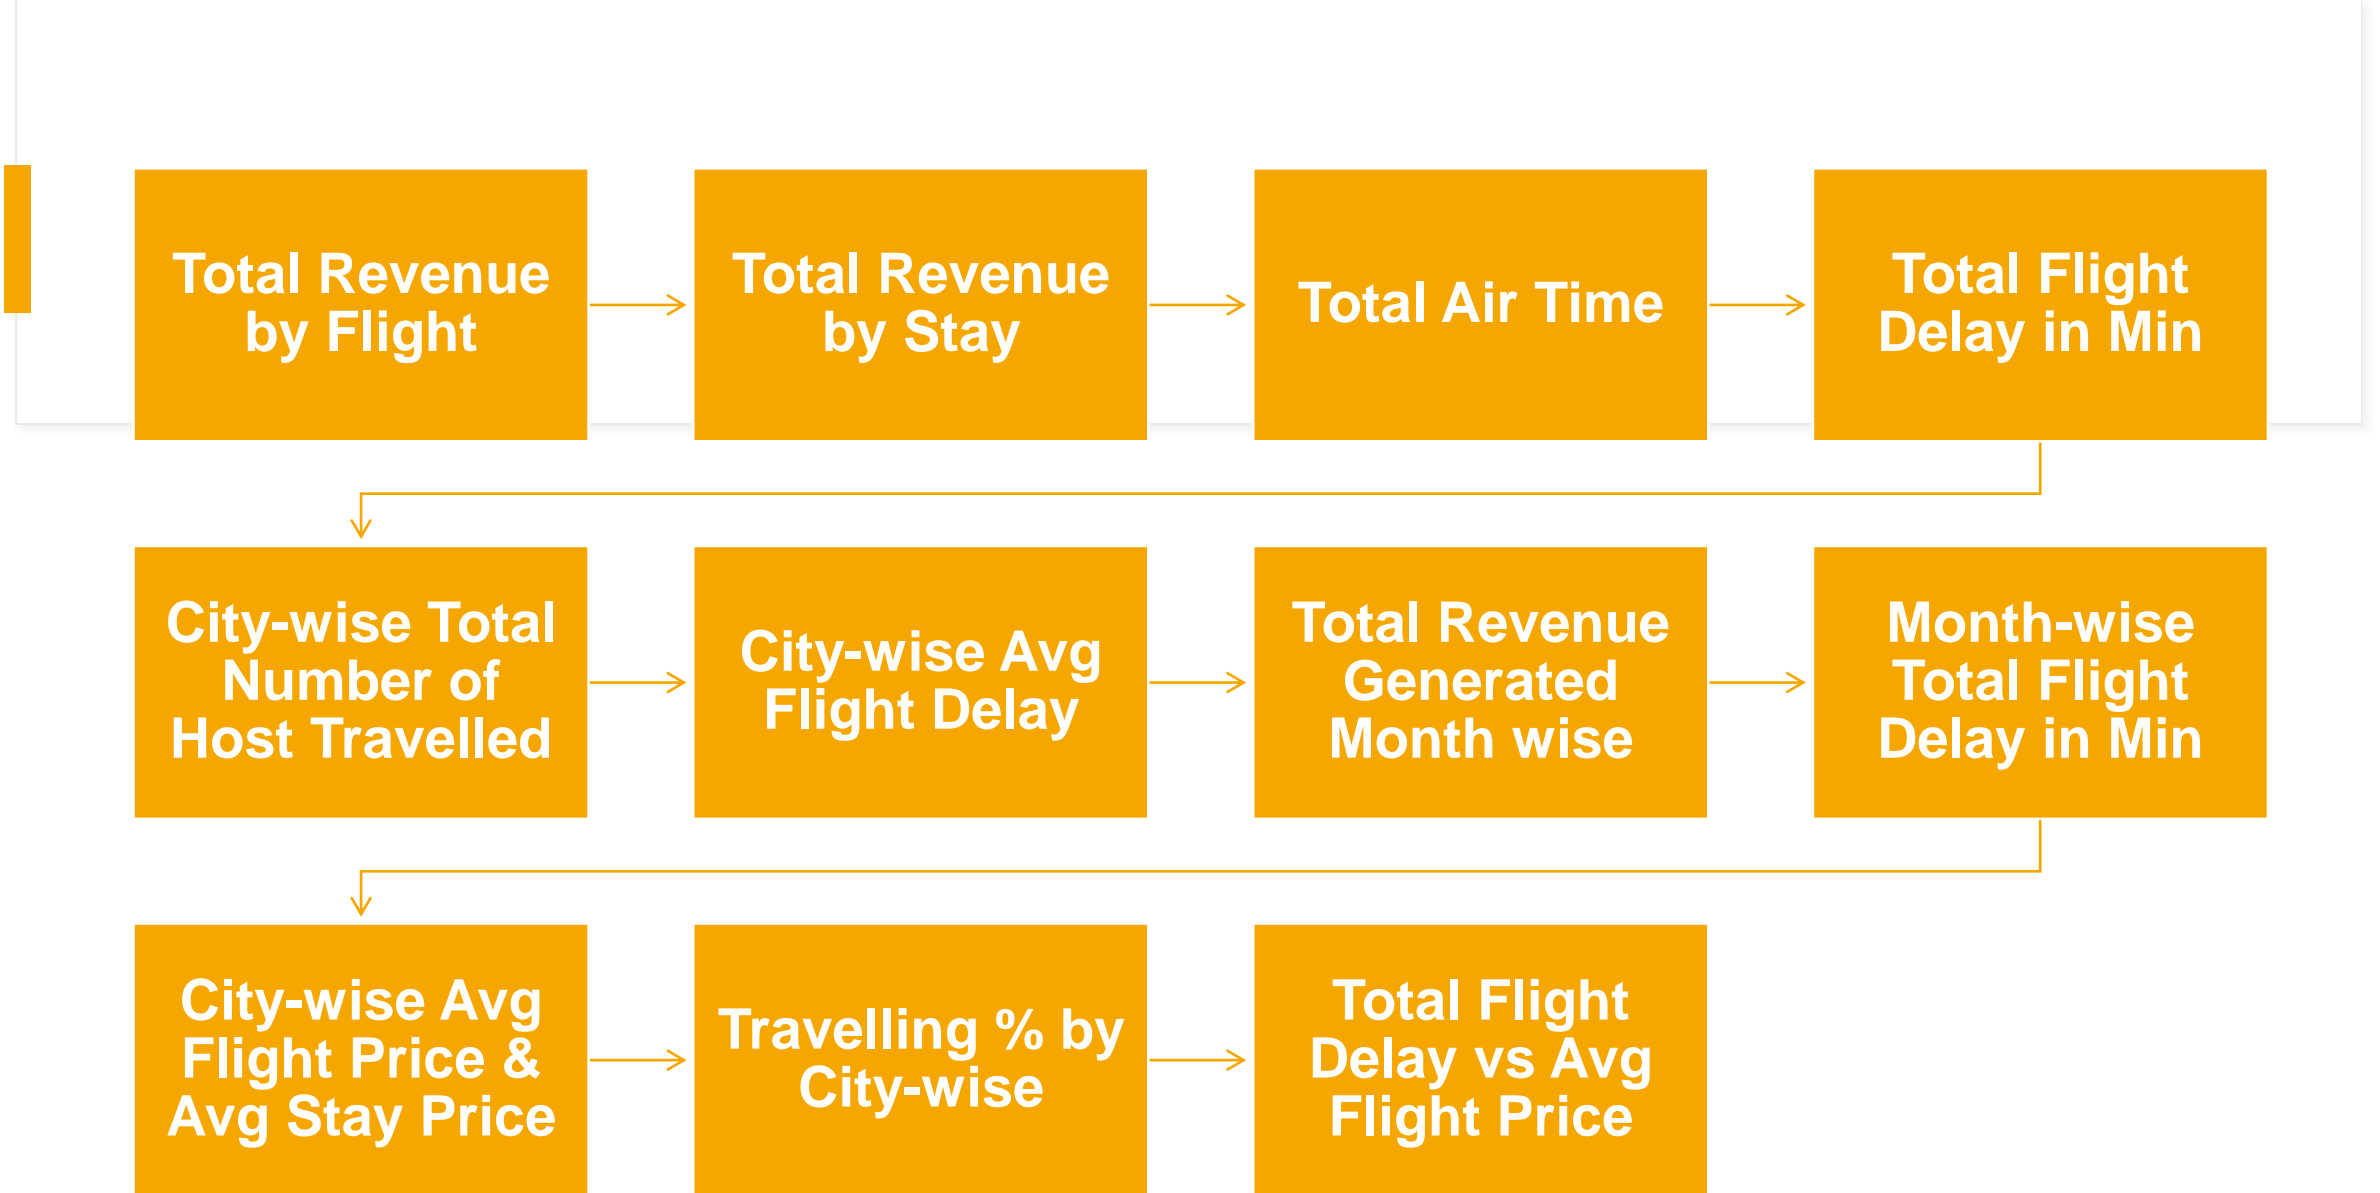 Total Revenue
by Flight
Total Revenue
by Stay
Total Air Time
Total Flight
Delay in Min
City-wise Total
Number of
Host Travelled
City-wise Avg
Flight Delay
Total Revenue
Generated
Month wise
Month-wise
Total Flight
Delay in Min
City-wise Avg
Flight Price &
Avg Stay Price
Travelling % by
City-wise
Total Flight
Delay vs Avg
Flight Price